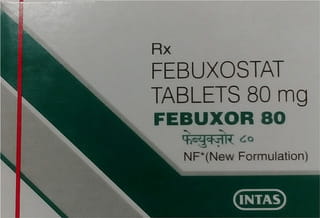 Rx
FEBUXOSTAT
TABLETS 80 mg
FEBUXOR 80
फेब्युक्ज़ोर ८०
NF*(New Formulation)
INTAS